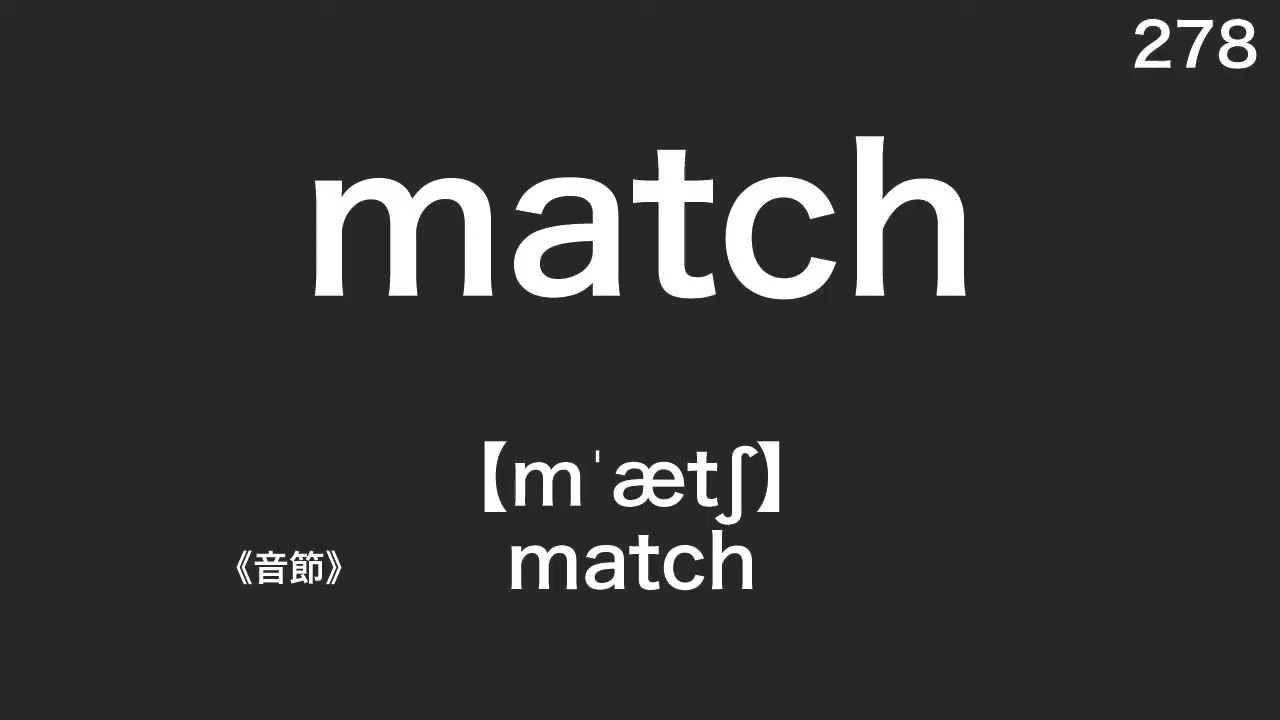 278
match
【mˈætʃ】
《音節》 match